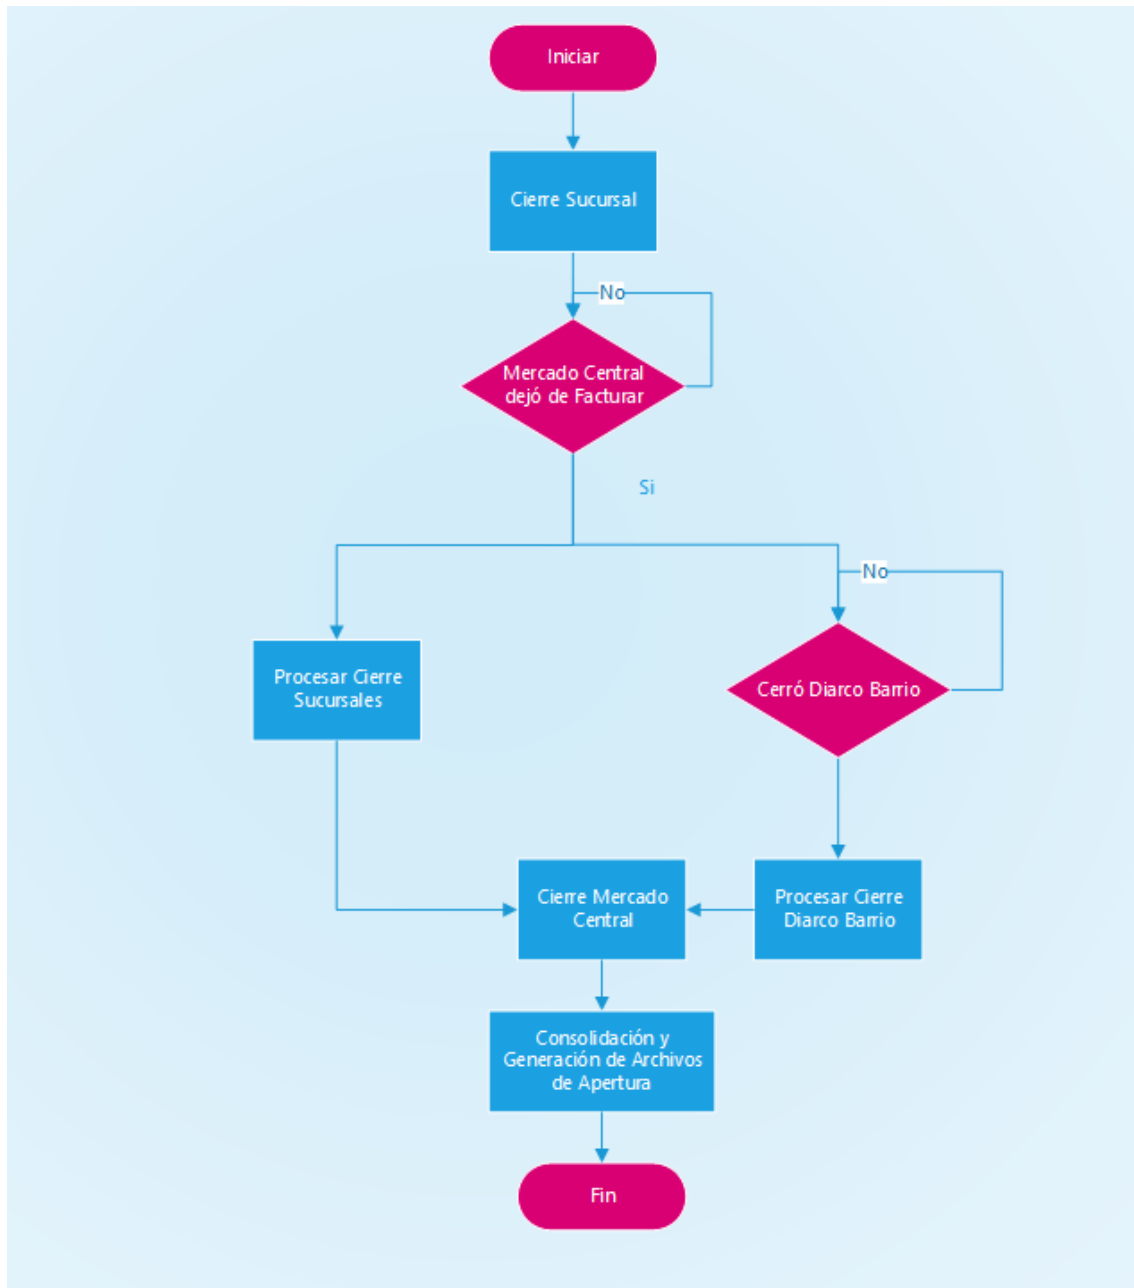 Iniciar
Cierre Sucursal
No
Mercado Central
dejó de Facturar
Si
No
Procesar Cierre
Sucursales
Cerró Diarco Barrio
Cierre Mercado
Central
Procesar Cierre
Diarco Barrio
Consolidación y
Generación de Archivos
de Apertura
Fin